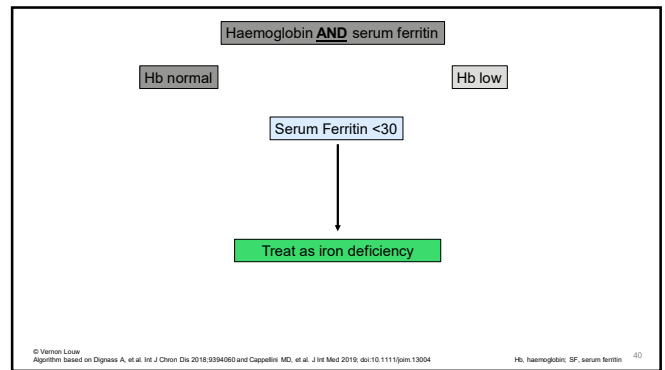 Haemoglobin AND serum ferritin
Hb normal
Hb low
Serum Ferritin <30
Treat as iron deficiency
© Vernon Louw
Algorithm based on Dignass A, et al. Int J Chron Dis 2018;9394060 and Cappellini MD, et al. J Int Med 2019; doi:10.1111/joim.13004
Hb, haemoglobin; SF, serum ferritin
40